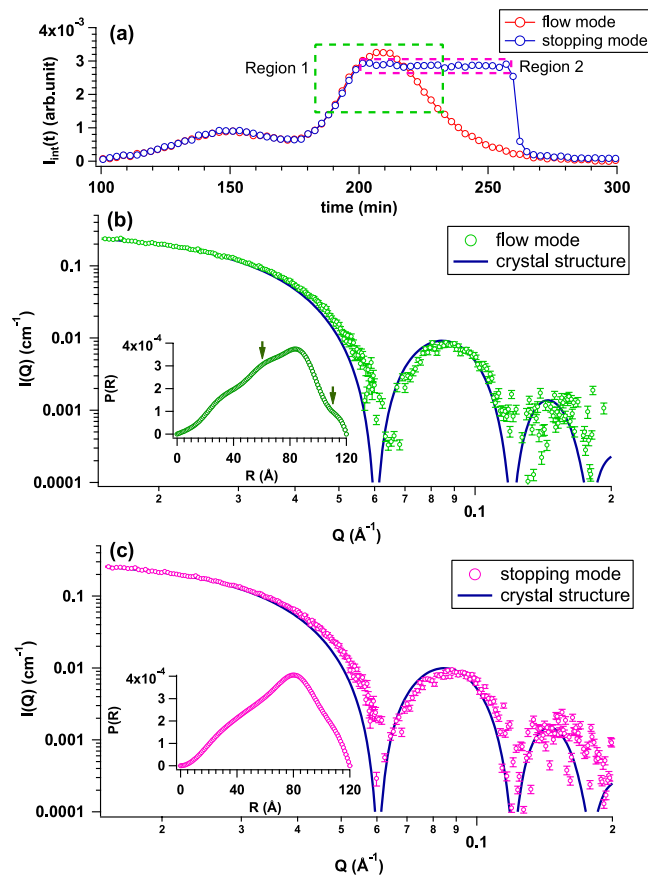 (a)
flow mode
stopping mode
4x10-3
3
2
1
0
I_int(t) (arb.unit)
Region 1
Region 2
100
150
200
250
300
time (min)
(b)
flow mode
crystal structure
0.1
0.01
0.001
0.0001
I(Q) (cm-1)
4x10-4
3
2
1
0
P(R)
0
40
80
120
R (Å)
2
3
4
5
6
7
8
9
0.1
2
Q (Å-1)
(c)
stopping mode
crystal structure
0.1
0.01
0.001
0.0001
I(Q) (cm-1)
4x10-4
3
2
1
0
P(R)
0
40
80
120
R (Å)
2
3
4
5
6
7
8
9
0.1
2
Q (Å-1)